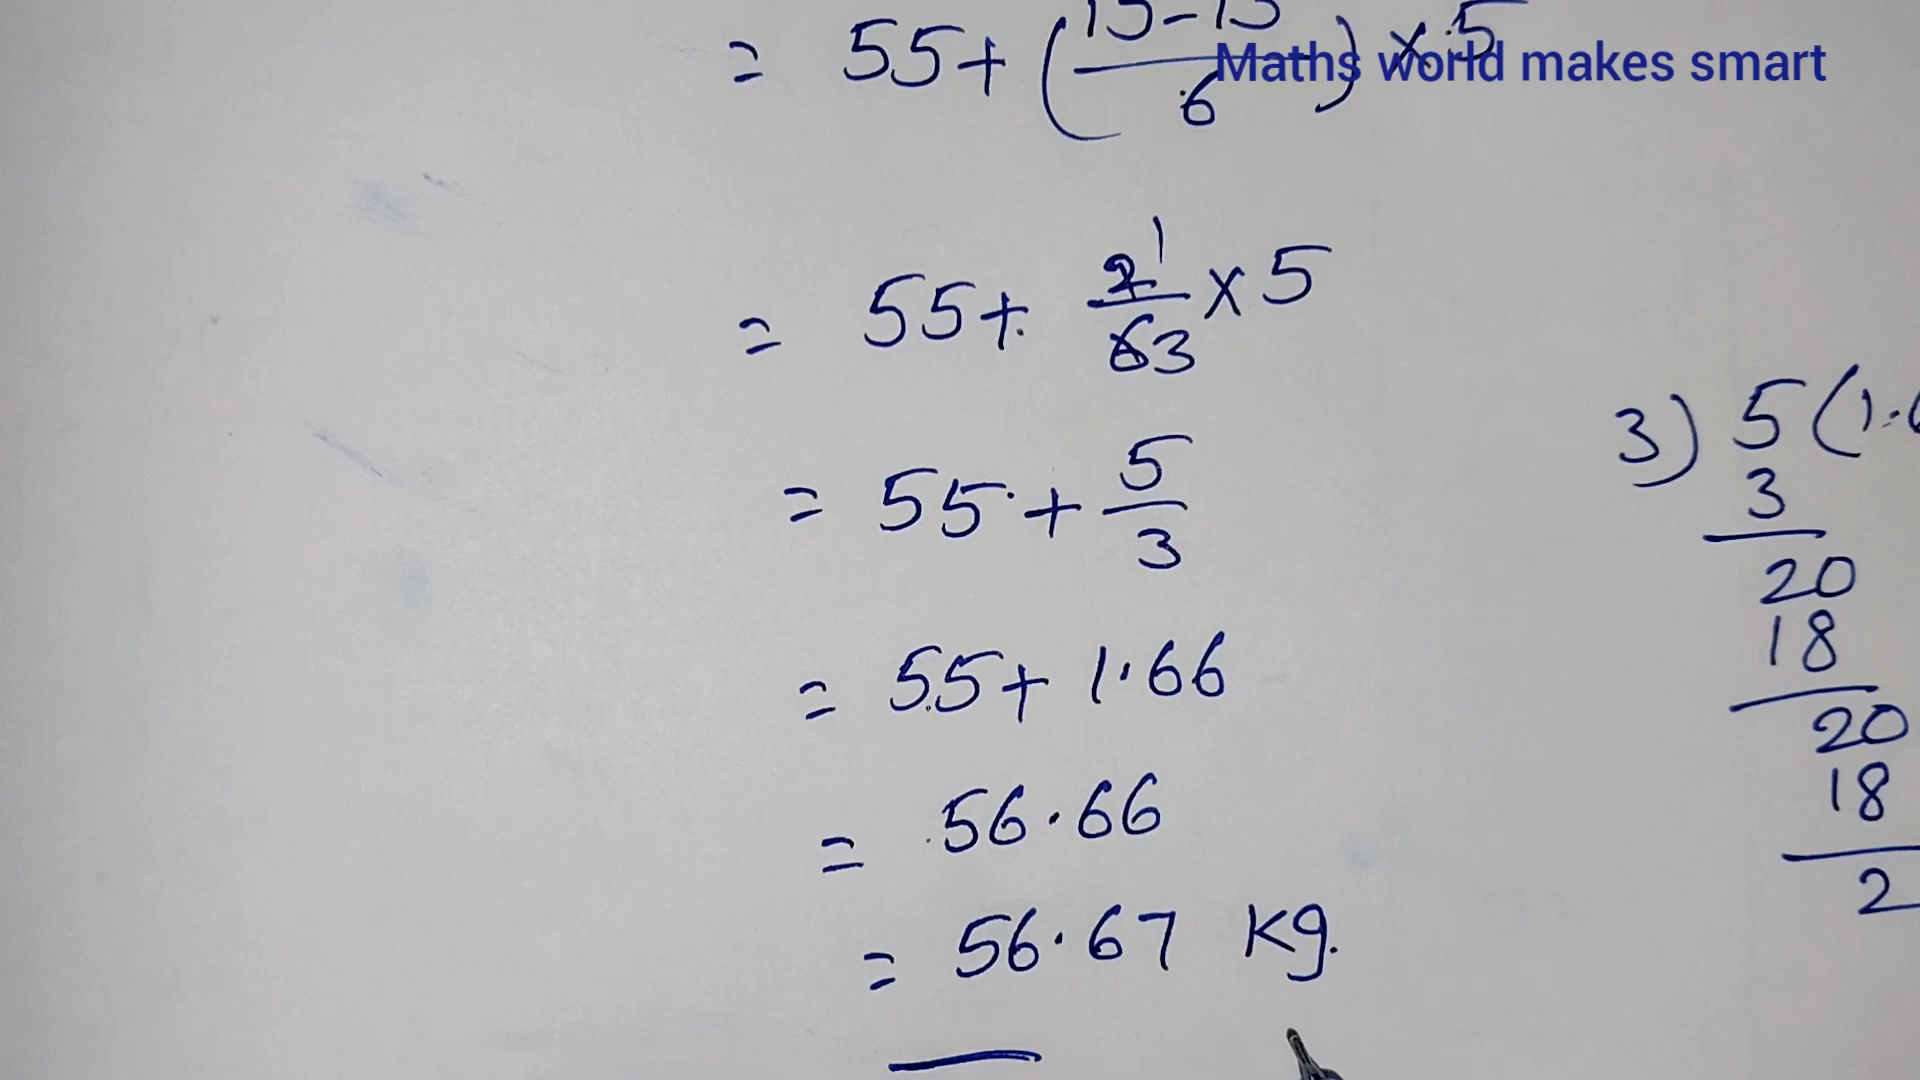 = 55 + (15-13/6) × 5
Maths world makes smart
= 55 + 2 1/6 3 × 5
= 55 + 5/3
= 55 + 1.66
= 56.66
= 56.67 Kg.
3) 5 (1.6
3
20
18
20
18
2